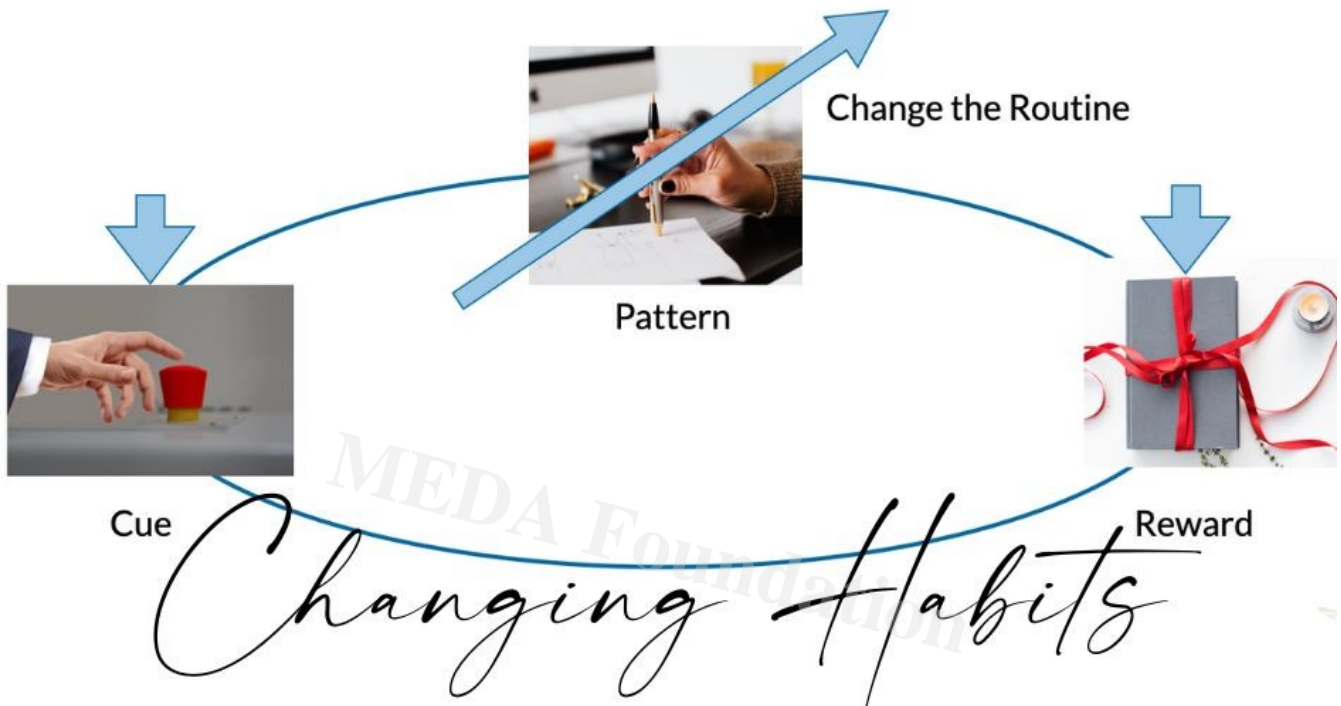 Change the Routine
Pattern
Cue
Reward
MEDA Foundation
Changing Habits